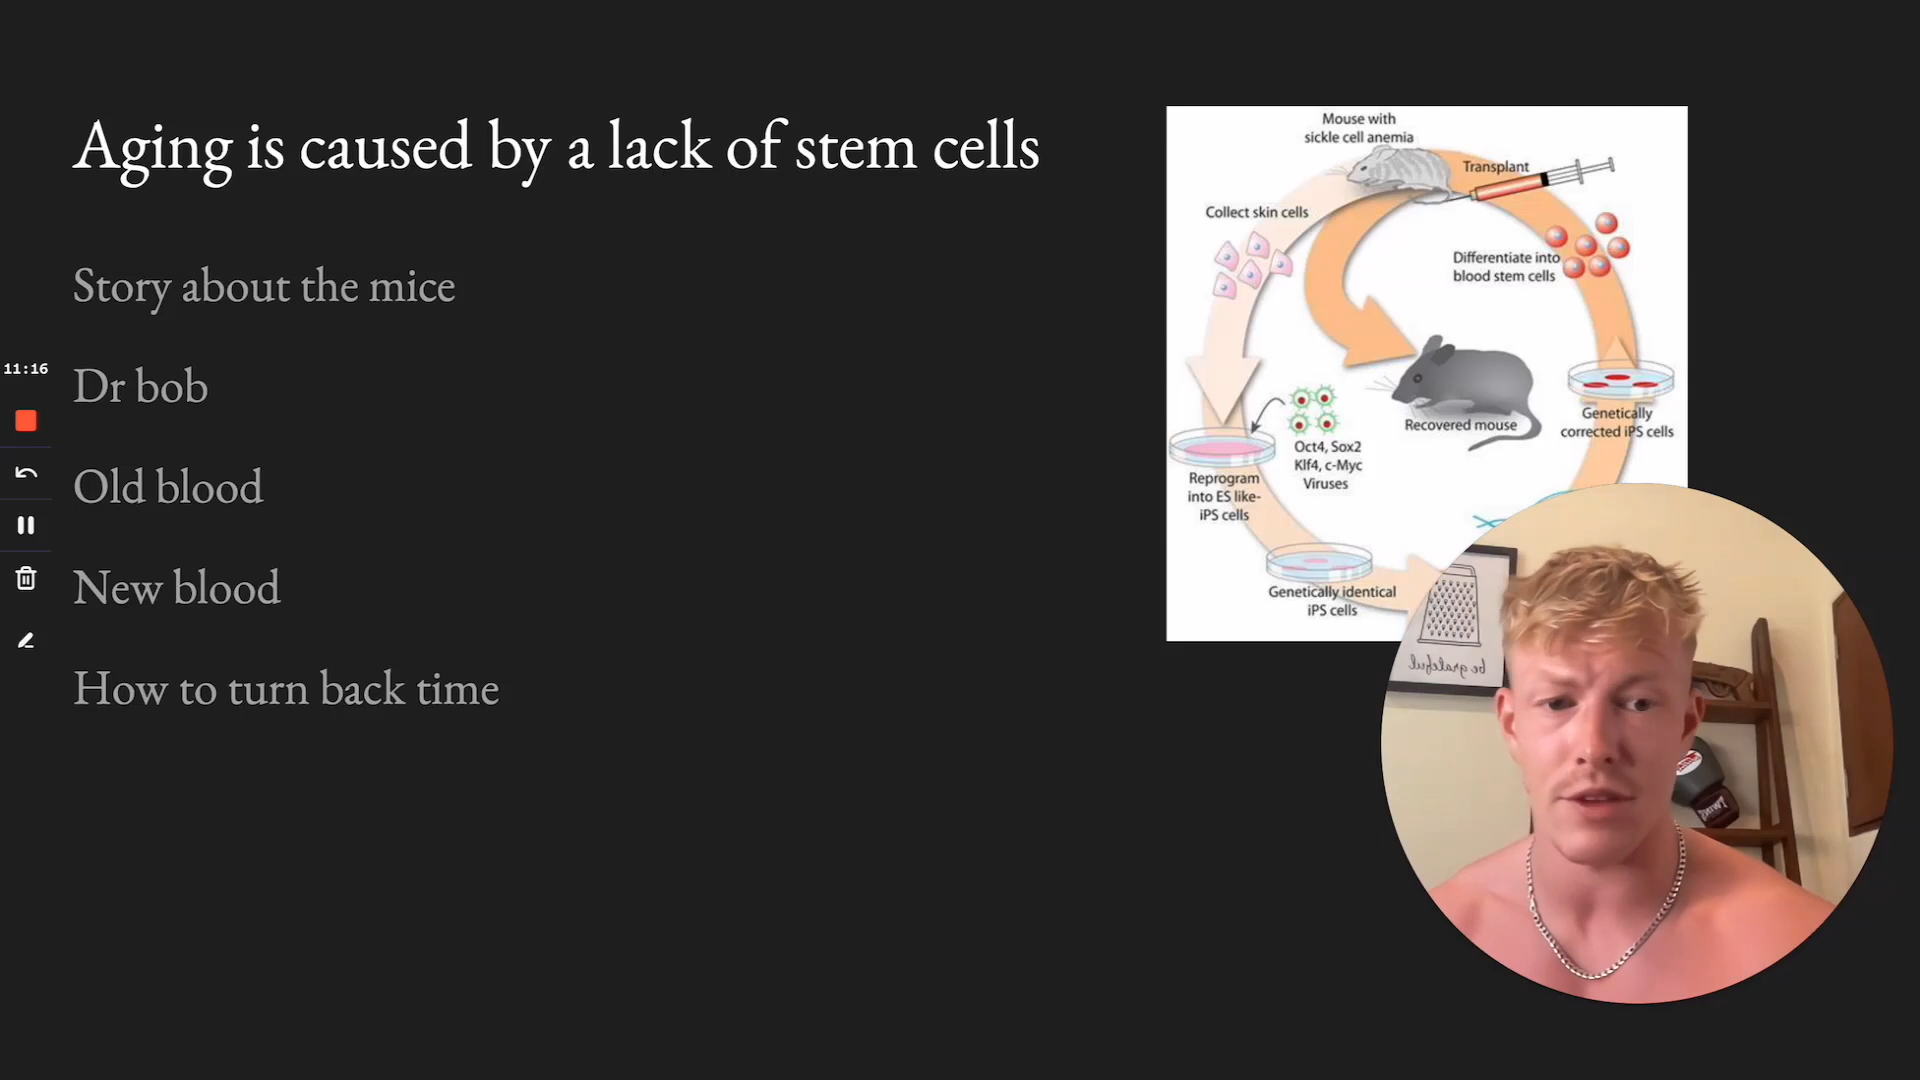 Aging is caused by a lack of stem cells
Story about the mice
Dr bob
Old blood
New blood
How to turn back time
11:16
Mouse with
sickle cell anemia
Transplant
Collect skin cells
Differentiate into
blood stem cells
Recovered mouse
Genetically
corrected iPS cells
Oct4, Sox2
Klf4, c-Myc
Viruses
Reprogram
into ES like-
iPS cells
Genetically identical
iPS cells
be grateful
TWINS